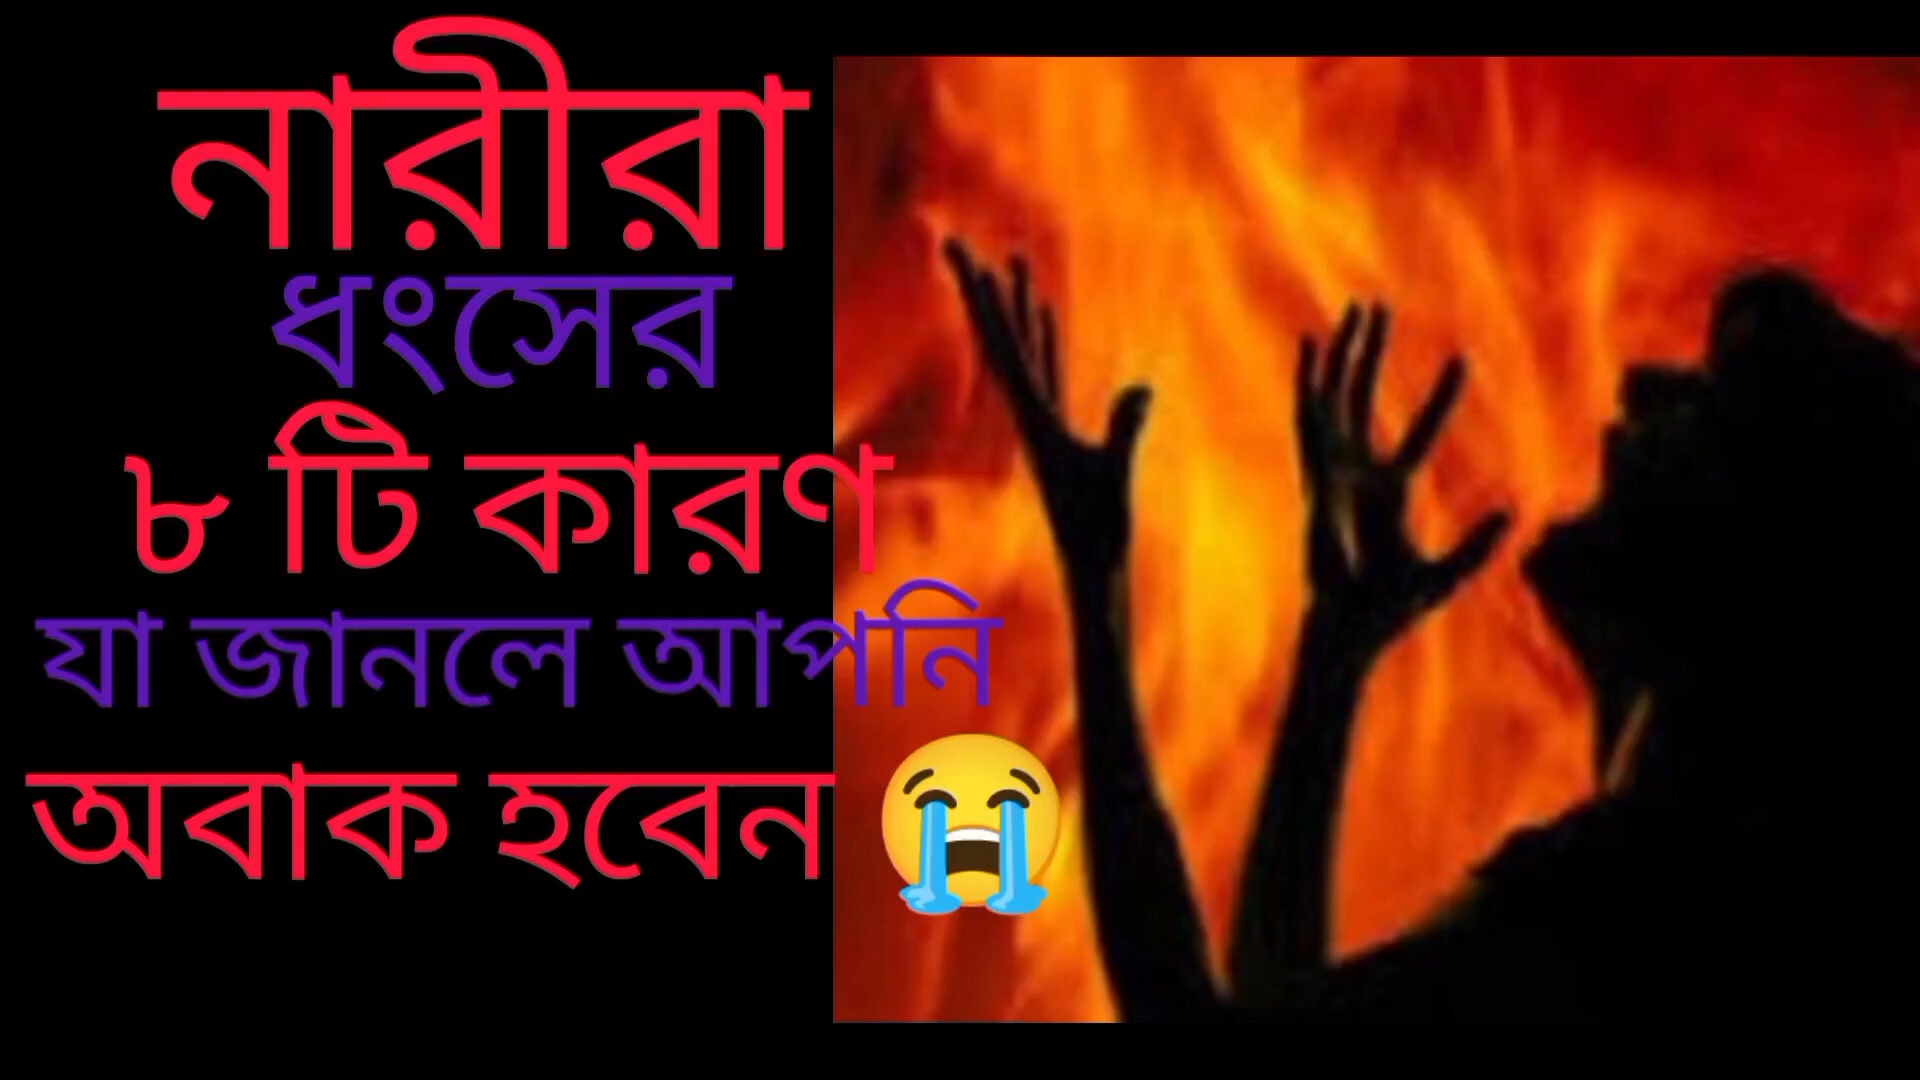 নারীরা
ধংসের
৮ টি কারণ
যা জানলে আপনি
অবাক হবেন 😭